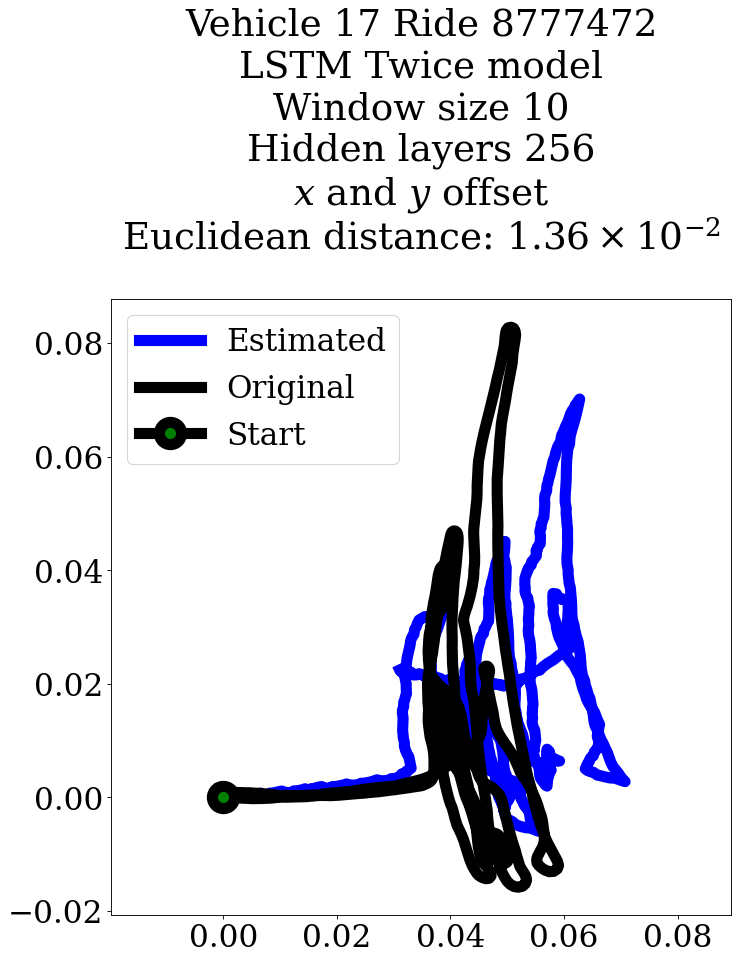 Vehicle 17 Ride 8777472
LSTM Twice model
Window size 10
Hidden layers 256
x and y offset
Euclidean distance: 1.36 × 10⁻²
Estimated
Original
Start
0.08
0.06
0.04
0.02
0.00
−0.02
0.00 0.02 0.04 0.06 0.08